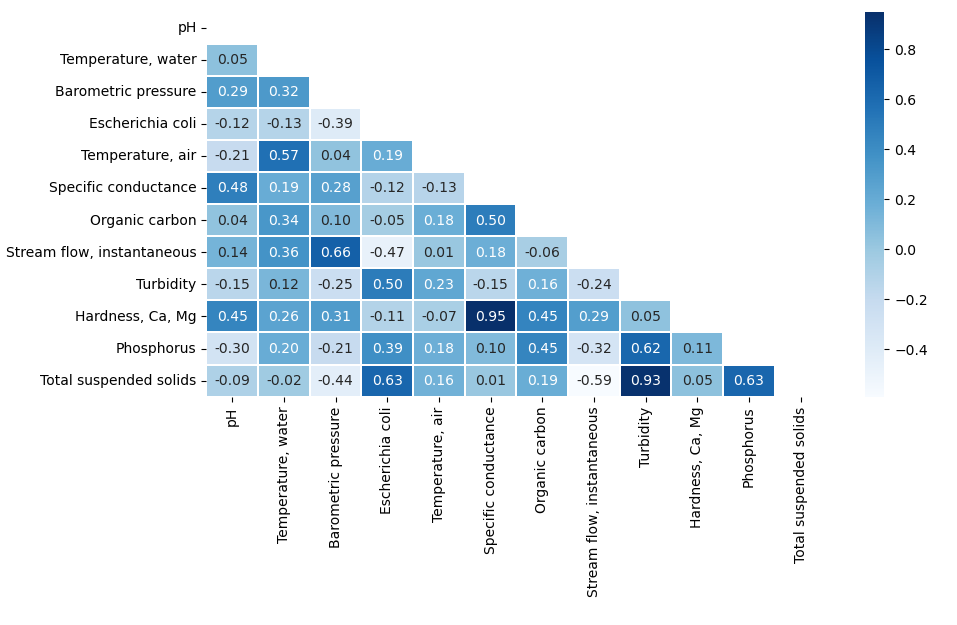 pH
Temperature, water 0.05
Barometric pressure 0.29 0.32
Escherichia coli -0.12 -0.13 -0.39
Temperature, air -0.21 0.57 0.04 0.19
Specific conductance 0.48 0.19 0.28 -0.12 -0.13
Organic carbon 0.04 0.34 0.10 -0.05 0.18 0.50
Stream flow, instantaneous 0.14 0.36 0.66 -0.47 0.01 0.18 -0.06
Turbidity -0.15 0.12 -0.25 0.50 0.23 -0.15 0.16 -0.24
Hardness, Ca, Mg 0.45 0.26 0.31 -0.11 -0.07 0.95 0.45 0.29 0.05
Phosphorus -0.30 0.20 -0.21 0.39 0.18 0.10 0.45 -0.32 0.62 0.11
Total suspended solids -0.09 -0.02 -0.44 0.63 0.16 0.01 0.19 -0.59 0.93 0.05 0.63
pH
Temperature, water
Barometric pressure
Escherichia coli
Temperature, air
Specific conductance
Organic carbon
Stream flow, instantaneous
Turbidity
Hardness, Ca, Mg
Phosphorus
Total suspended solids
0.8
0.6
0.4
0.2
0.0
−0.2
−0.4